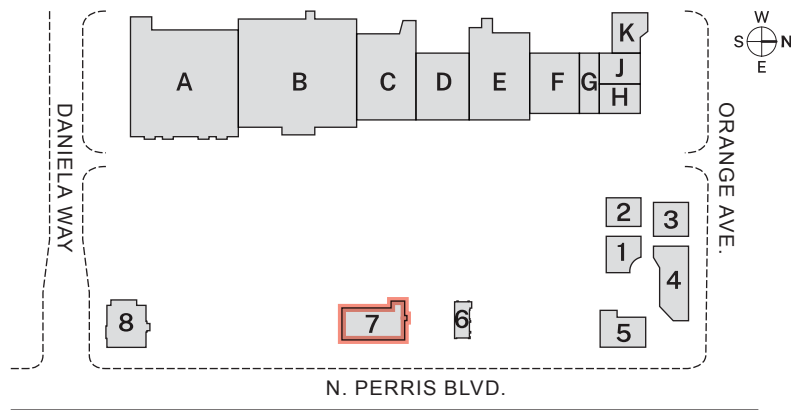 W
S N
E
K
A B C D E F G J
H
DANIELA WAY
ORANGE AVE.
2 3
1
4
8 7 6 5
N. PERRIS BLVD.